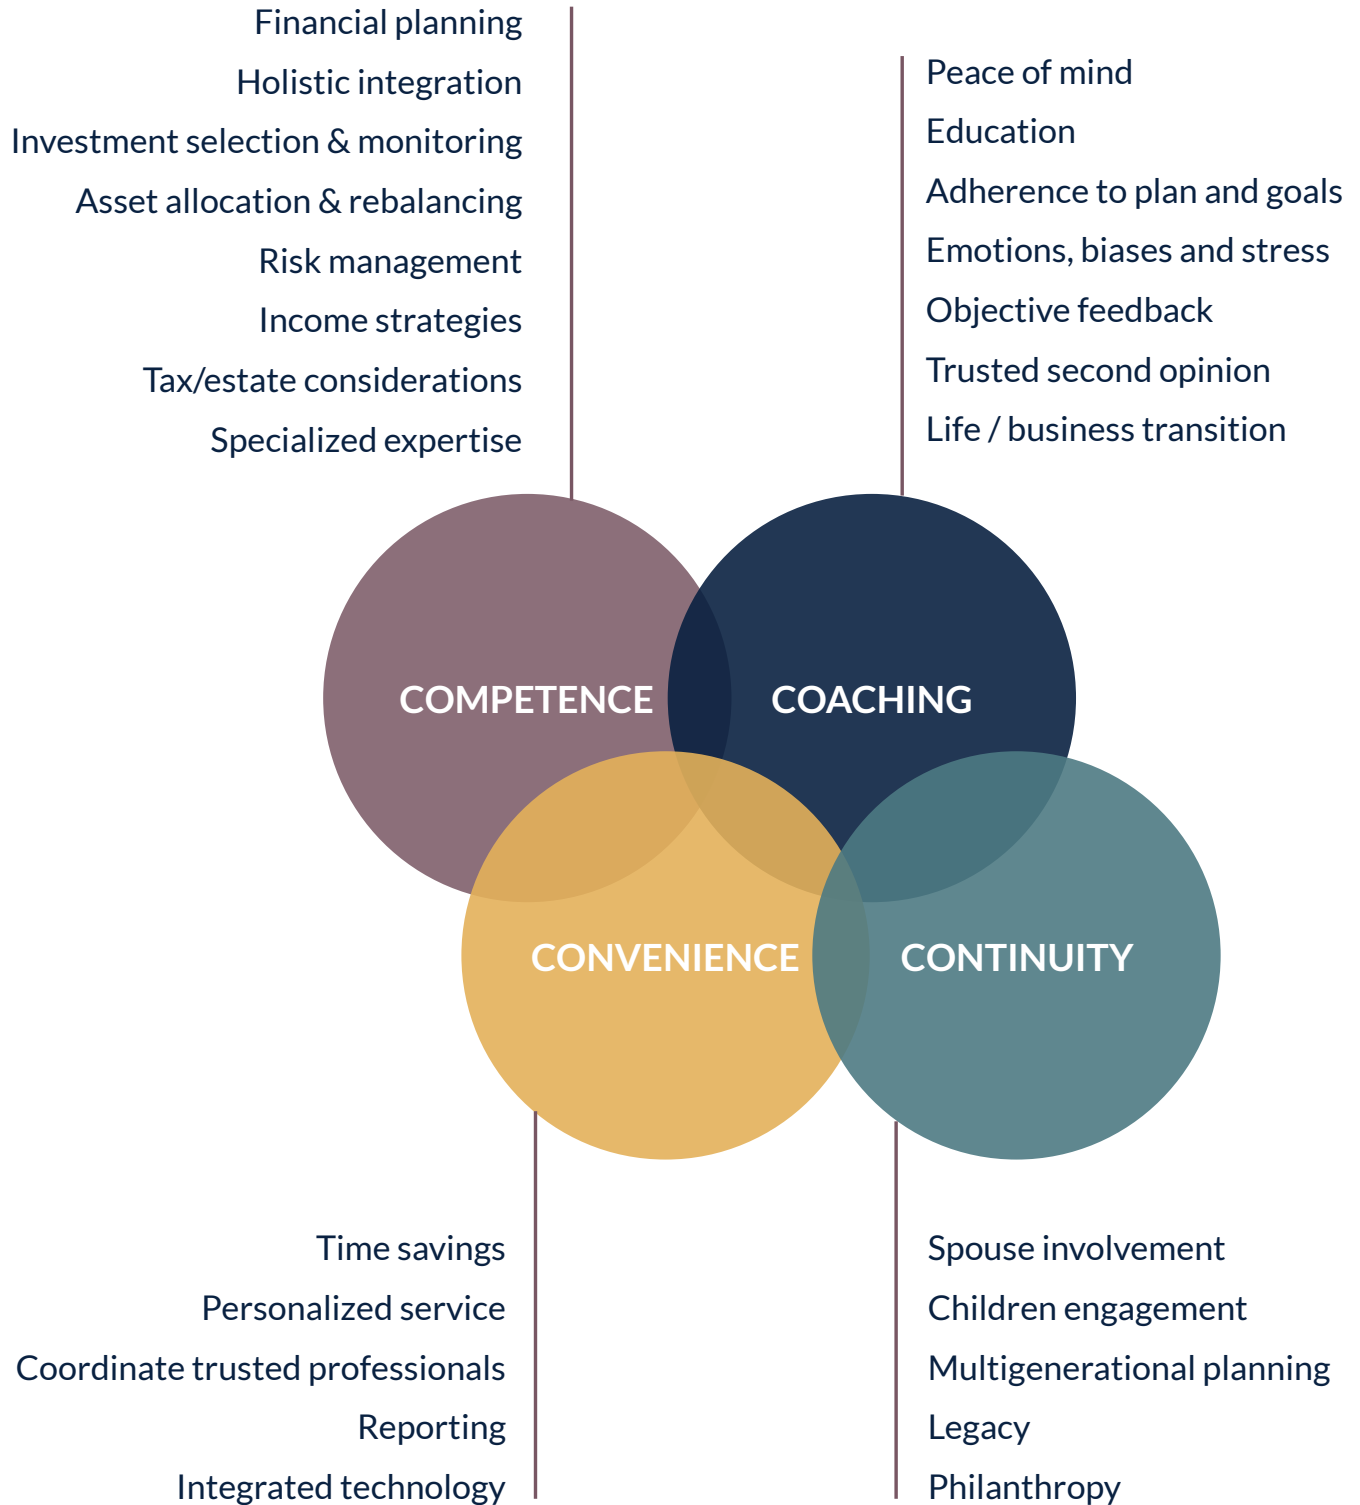 Financial planning
Holistic integration
Investment selection & monitoring
Asset allocation & rebalancing
Risk management
Income strategies
Tax/estate considerations
Specialized expertise
Peace of mind
Education
Adherence to plan and goals
Emotions, biases and stress
Objective feedback
Trusted second opinion
Life / business transition
COMPETENCE
COACHING
CONVENIENCE
CONTINUITY
Time savings
Personalized service
Coordinate trusted professionals
Reporting
Integrated technology
Spouse involvement
Children engagement
Multigenerational planning
Legacy
Philanthropy